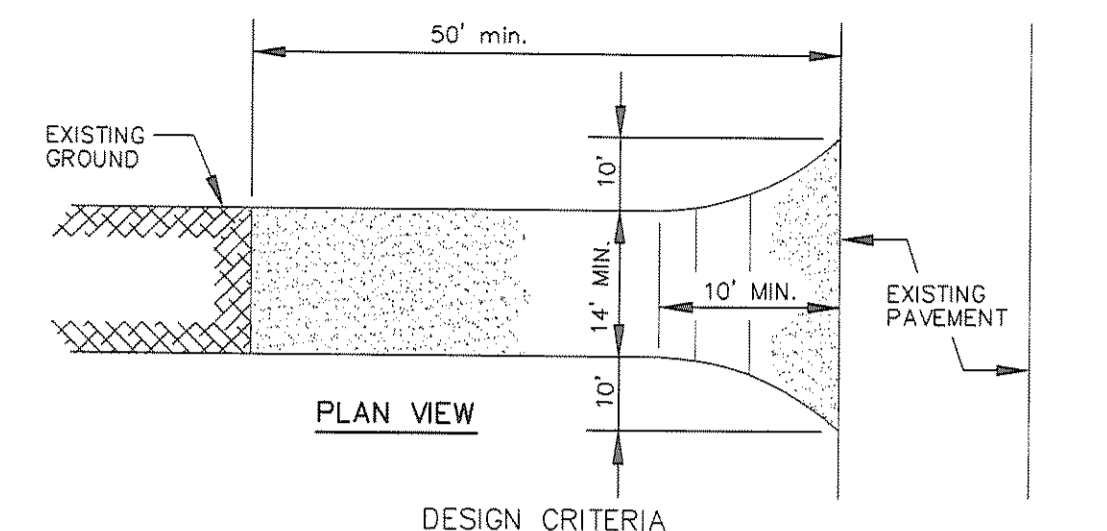 50' min.
EXISTING
GROUND
10'
14' MIN.
10' MIN.
EXISTING
PAVEMENT
10'
PLAN VIEW
DESIGN CRITERIA